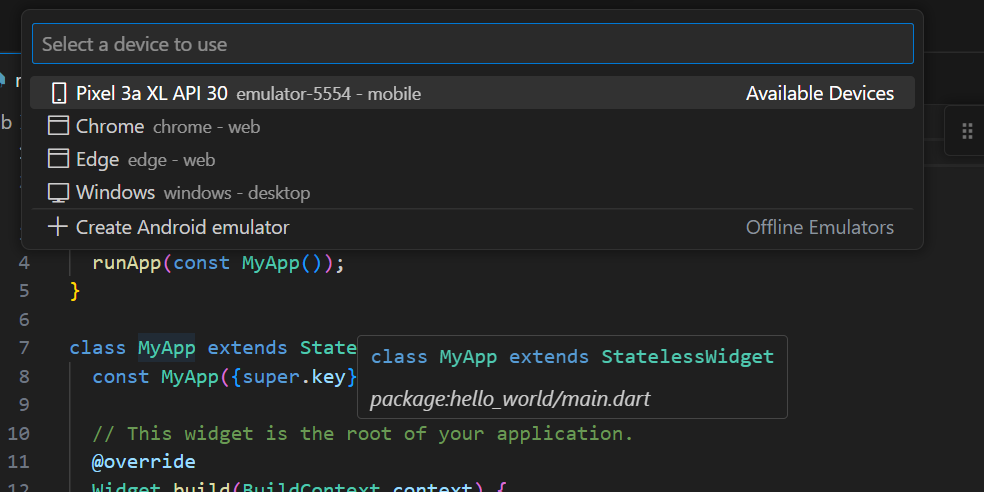 Select a device to use
Pixel 3a XL API 30 emulator-5554 - mobile Available Devices
Chrome chrome - web
Edge edge - web
Windows windows - desktop
Create Android emulator Offline Emulators
4 runApp(const MyApp());
5 }
6
7 class MyApp extends State
8 const MyApp({super.key}
class MyApp extends StatelessWidget
package:hello_world/main.dart
9
10 // This widget is the root of your application.
11 @override
12 Widget build(BuildContext context) {